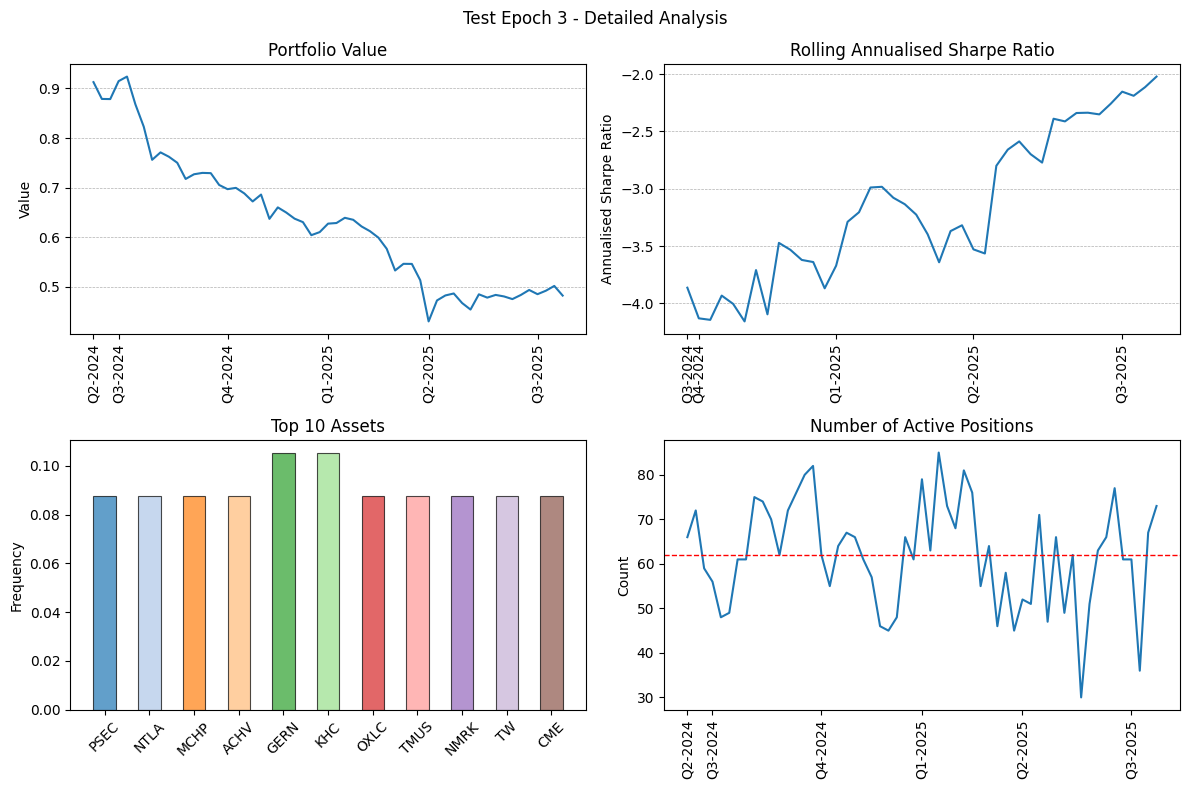 Test Epoch 3 - Detailed Analysis
Portfolio Value
Value
0.9
0.8
0.7
0.6
0.5
Q2-2024
Q3-2024
Q4-2024
Q1-2025
Q2-2025
Q3-2025
Rolling Annualised Sharpe Ratio
Annualised Sharpe Ratio
−2.0
−2.5
−3.0
−3.5
−4.0
Q3-2024
Q4-2024
Q1-2025
Q2-2025
Q3-2025
Top 10 Assets
Frequency
0.10
0.08
0.06
0.04
0.02
0.00
PSEC
NTLA
MCHP
ACHV
GERN
KHC
OXLC
TMUS
NMRK
TW
CME
Number of Active Positions
Count
80
70
60
50
40
30
Q2-2024
Q3-2024
Q4-2024
Q1-2025
Q2-2025
Q3-2025